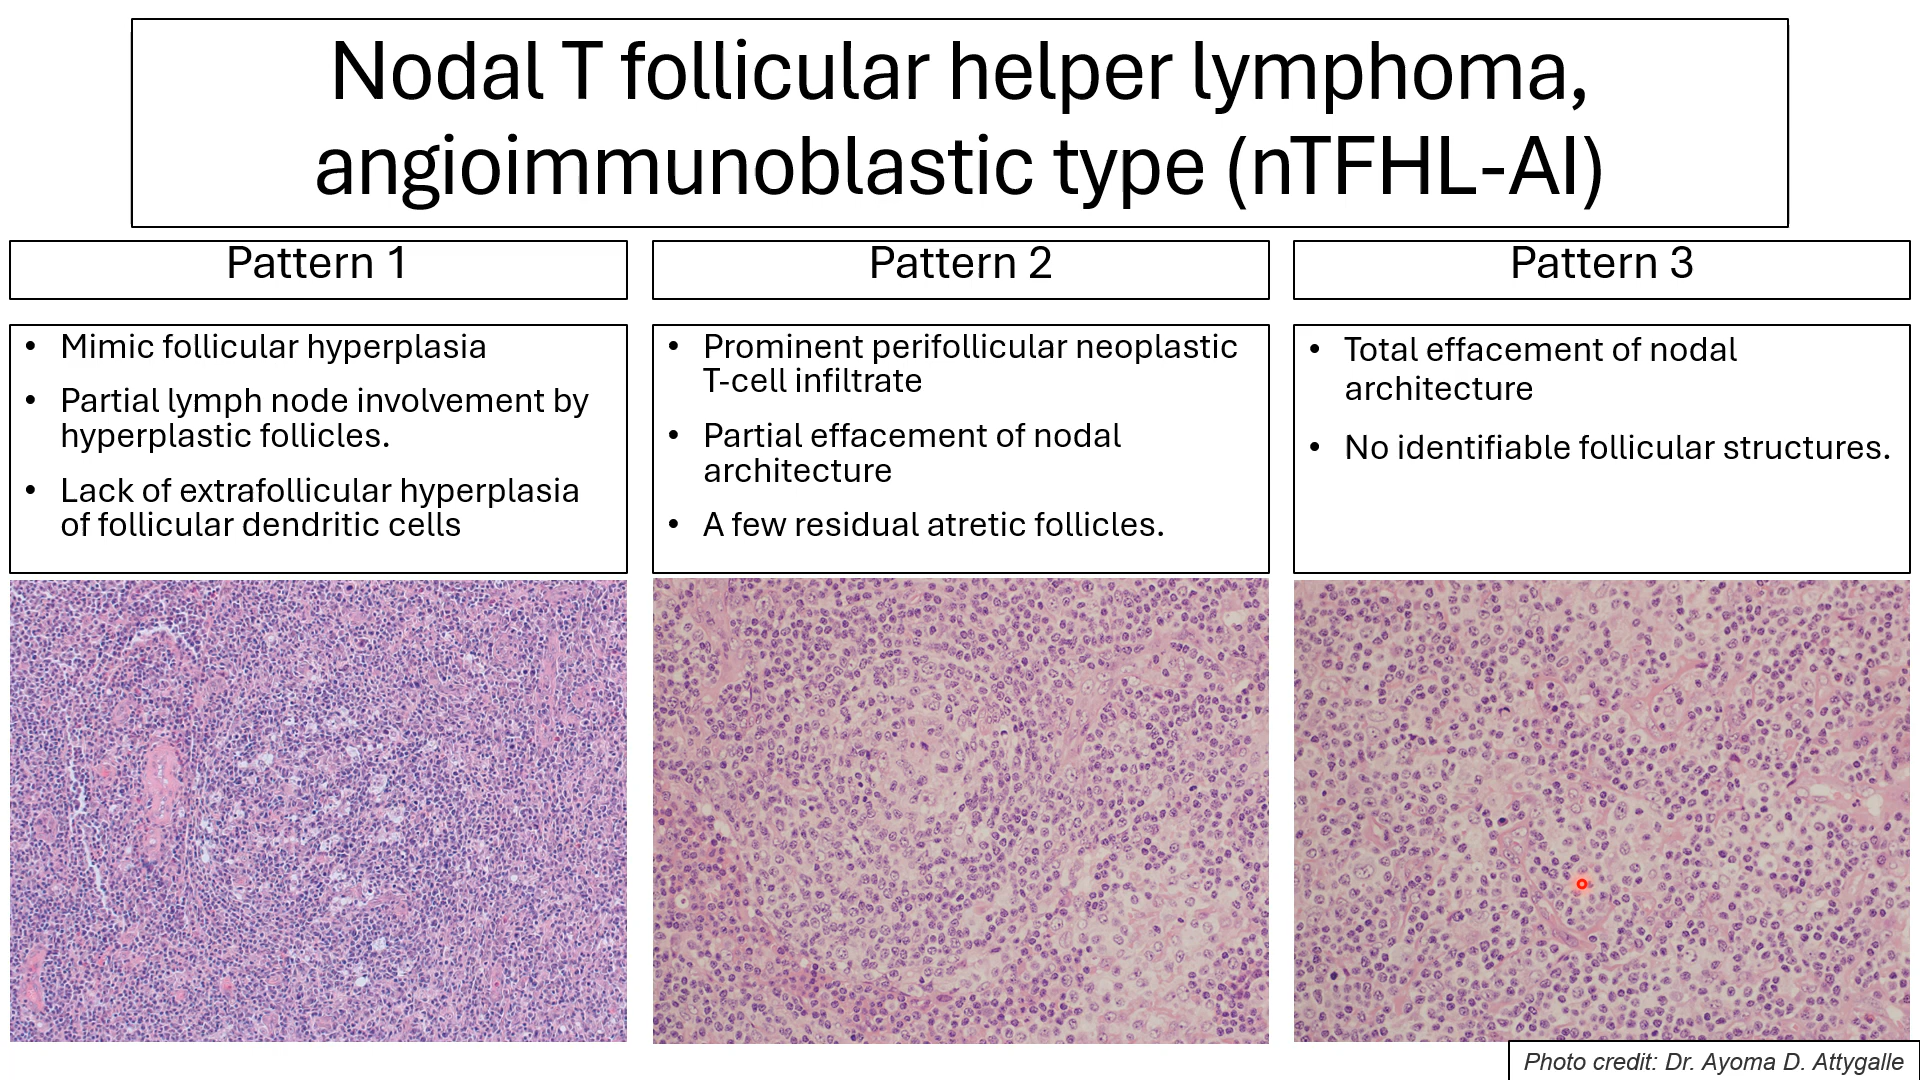 Nodal T follicular helper lymphoma,
angioimmunoblastic type (nTFHL-AI)
Pattern 1
• Mimic follicular hyperplasia
• Partial lymph node involvement by
hyperplastic follicles.
• Lack of extrafollicular hyperplasia
of follicular dendritic cells
Pattern 2
• Prominent perifollicular neoplastic
T-cell infiltrate
• Partial effacement of nodal
architecture
• A few residual atretic follicles.
Pattern 3
• Total effacement of nodal
architecture
• No identifiable follicular structures.
Photo credit: Dr. Ayoma D. Attygalle